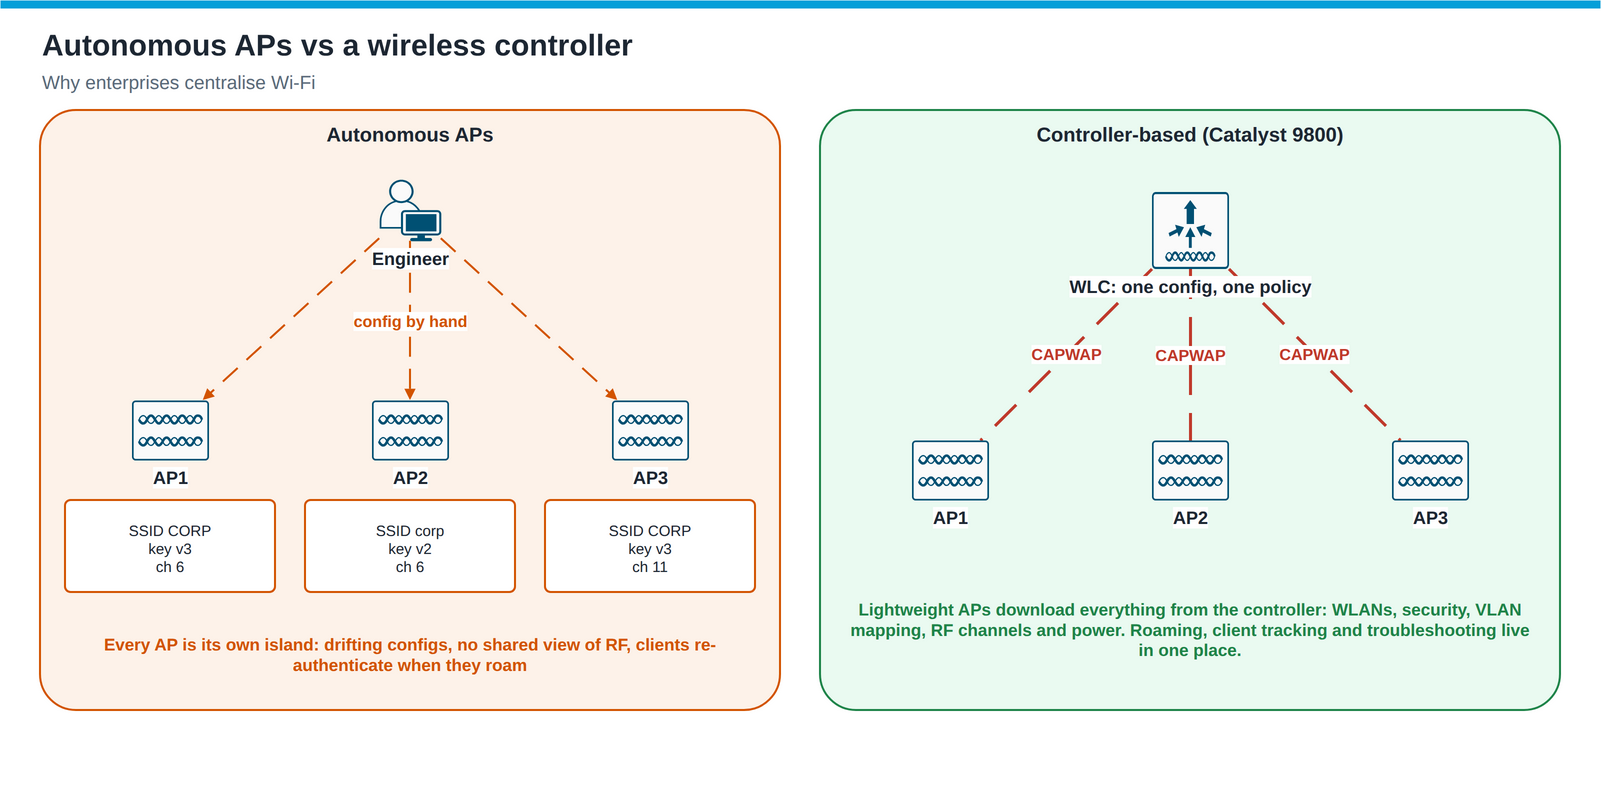 Autonomous APs vs a wireless controller
Why enterprises centralise Wi-Fi
Autonomous APs
Engineer
config by hand
AP1
AP2
AP3
SSID CORP
key v3
ch 6
SSID corp
key v2
ch 6
SSID CORP
key v3
ch 11
Every AP is its own island: drifting configs, no shared view of RF, clients re-
authenticate when they roam
Controller-based (Catalyst 9800)
WLC: one config, one policy
CAPWAP
CAPWAP
CAPWAP
AP1
AP2
AP3
Lightweight APs download everything from the controller: WLANs, security, VLAN
mapping, RF channels and power. Roaming, client tracking and troubleshooting live
in one place.